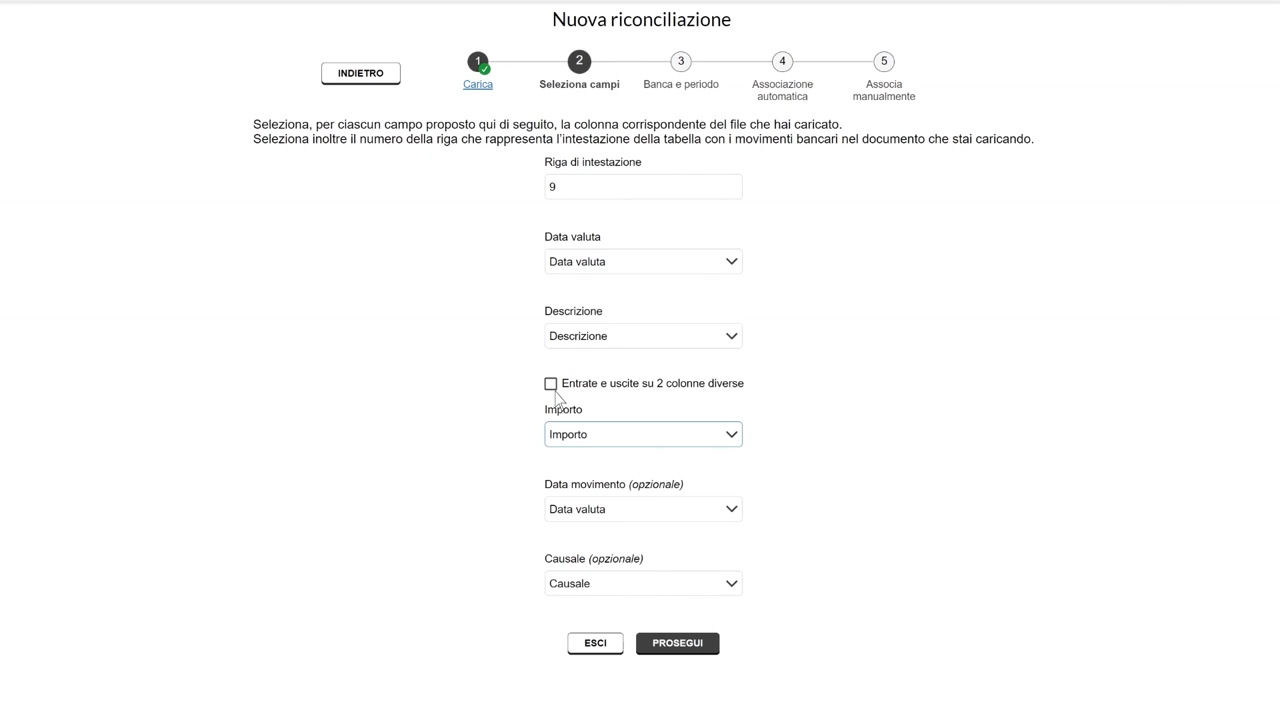 Nuova riconciliazione
INDIETRO
1
2
3
4
5
Carica
Seleziona campi
Banca e periodo
Associazione
automatica
Associa
manualmente
Seleziona, per ciascun campo proposto qui di seguito, la colonna corrispondente del file che hai caricato.
Seleziona inoltre il numero della riga che rappresenta l'intestazione della tabella con i movimenti bancari nel documento che stai caricando.
Riga di intestazione
9
Data valuta
Data valuta
Descrizione
Descrizione
Entrate e uscite su 2 colonne diverse
Importo
Importo
Data movimento (opzionale)
Data valuta
Causale (opzionale)
Causale
ESCI
PROSEGUI